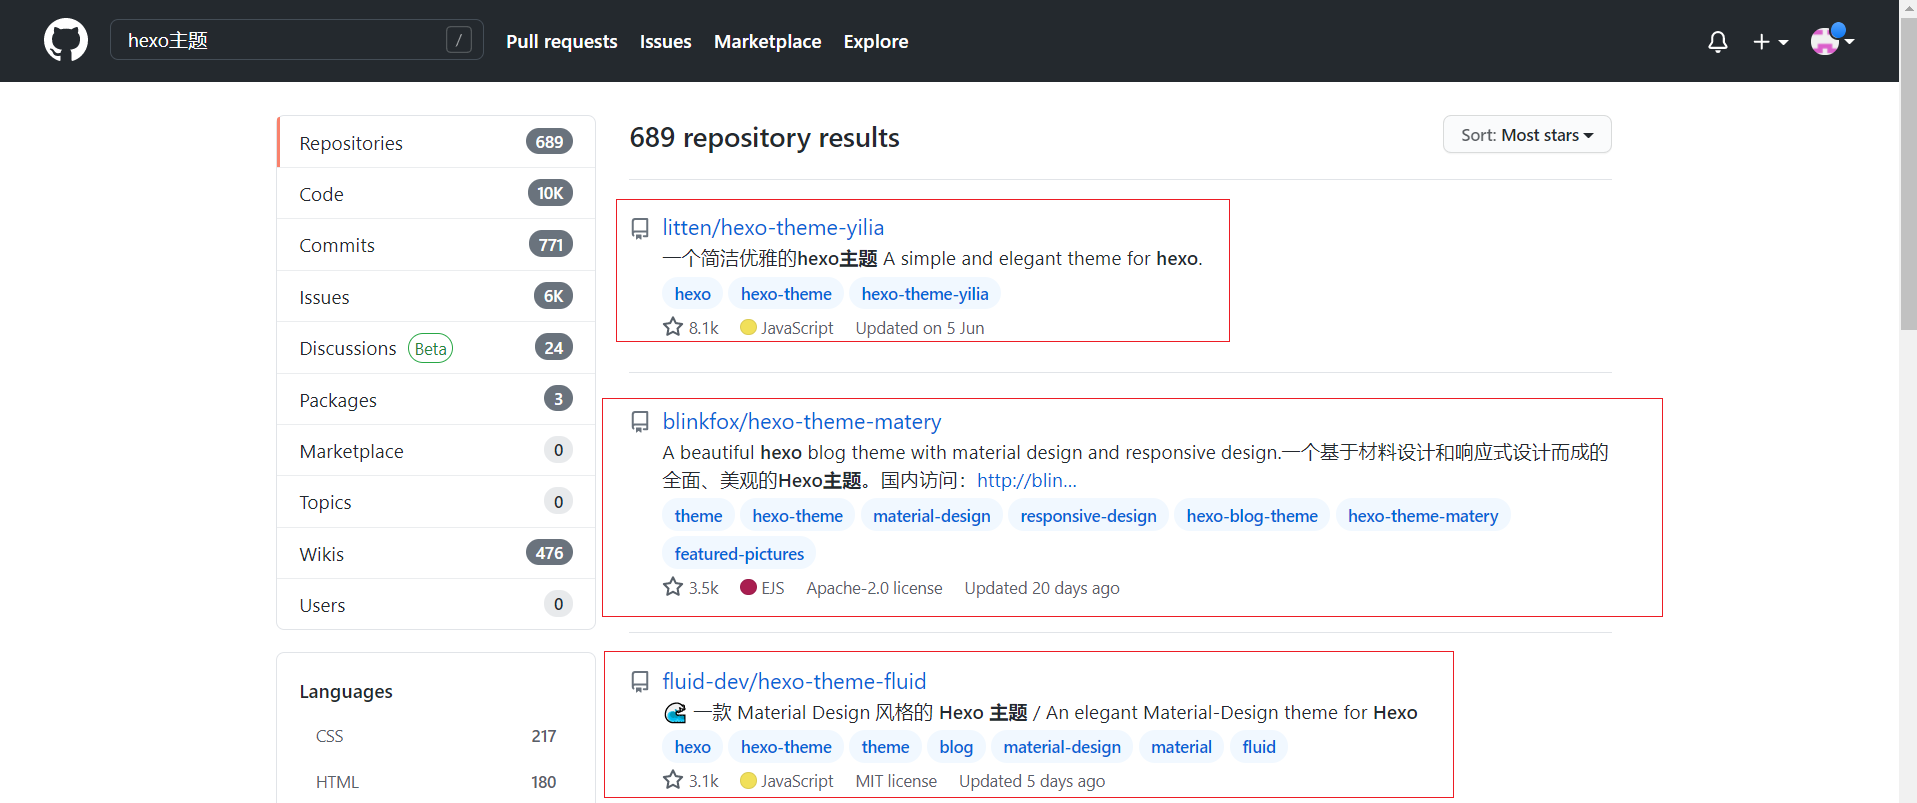 hexo主题 / Pull requests Issues Marketplace Explore
Repositories 689
Code 10K
Commits 771
Issues 6K
Discussions Beta 24
Packages 3
Marketplace 0
Topics 0
Wikis 476
Users 0
Languages
CSS 217
HTML 180
689 repository results
Sort: Most stars
litten/hexo-theme-yilia
一个简洁优雅的hexo主题 A simple and elegant theme for hexo.
hexo hexo-theme hexo-theme-yilia
8.1k JavaScript Updated on 5 Jun
blinkfox/hexo-theme-matery
A beautiful hexo blog theme with material design and responsive design.一个基于材料设计和响应式设计而成的
全面、美观的Hexo主题。国内访问：http://blin...
theme hexo-theme material-design responsive-design hexo-blog-theme hexo-theme-matery
featured-pictures
3.5k EJS Apache-2.0 license Updated 20 days ago
fluid-dev/hexo-theme-fluid
🌊 一款 Material Design 风格的 Hexo 主题 / An elegant Material-Design theme for Hexo
hexo hexo-theme theme blog material-design material fluid
3.1k JavaScript MIT license Updated 5 days ago